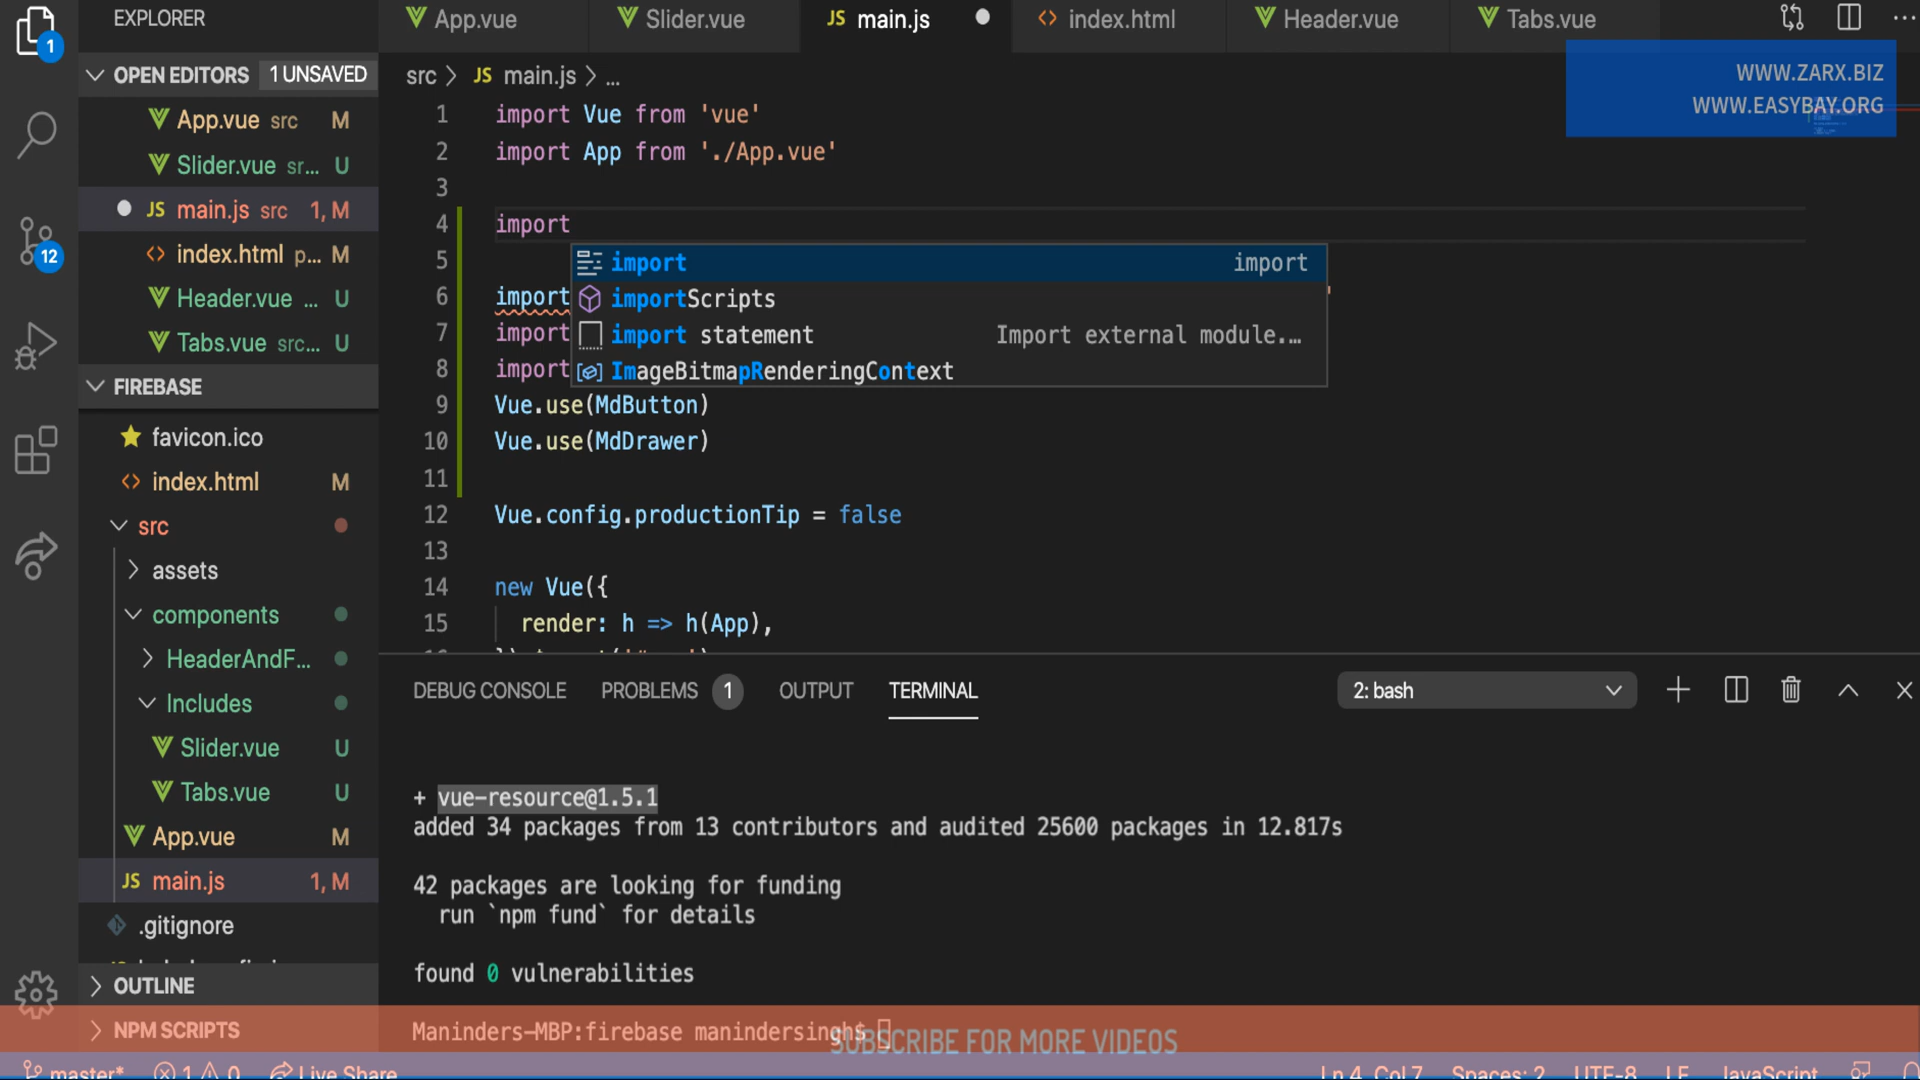 EXPLORER
App.vue
Slider.vue
JS main.js
index.html
Header.vue
Tabs.vue
1
OPEN EDITORS 1 UNSAVED
src JS main.js ...
WWW.ZARX.BIZ
WWW.EASYBAY.ORG
App.vue src M
Slider.vue sr... U
JS main.js src 1, M
index.html p... M
Header.vue ... U
Tabs.vue src... U
12
1 import Vue from 'vue'
2 import App from './App.vue'
3
4 import
5
6 import '
7 import
8 import
import import
importScripts
import statement Import external module.…
ImageBitmapRenderingContext
9 Vue.use(MdButton)
10 Vue.use(MdDrawer)
11
12 Vue.config.productionTip = false
13
14 new Vue({
15 render: h => h(App),
FIREBASE
favicon.ico
index.html M
src
assets
components
HeaderAndF...
Includes
Slider.vue U
Tabs.vue U
App.vue M
JS main.js 1, M
.gitignore
OUTLINE
NPM SCRIPTS
DEBUG CONSOLE PROBLEMS 1 OUTPUT TERMINAL 2: bash
+ vue-resource@1.5.1
added 34 packages from 13 contributors and audited 25600 packages in 12.817s
42 packages are looking for funding
run `npm fund` for details
found 0 vulnerabilities
Maninders-MBP:firebase manindersingh$
SUBSCRIBE FOR MORE VIDEOS
master* 1 0 Live Share Ln 4, Col 7 Spaces: 2 UTF-8 LF JavaScript